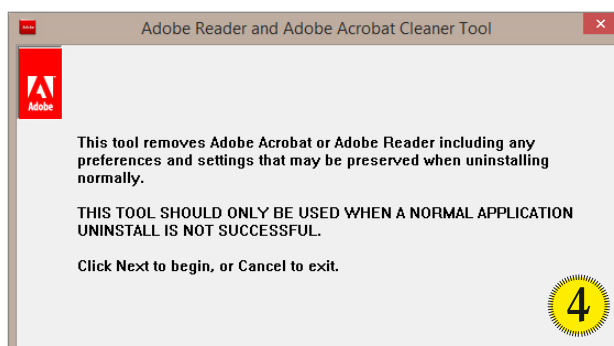 Adobe Reader and Adobe Acrobat Cleaner Tool
Adobe
This tool removes Adobe Acrobat or Adobe Reader including any
preferences and settings that may be preserved when uninstalling
normally.
THIS TOOL SHOULD ONLY BE USED WHEN A NORMAL APPLICATION
UNINSTALL IS NOT SUCCESSFUL.
Click Next to begin, or Cancel to exit.
4